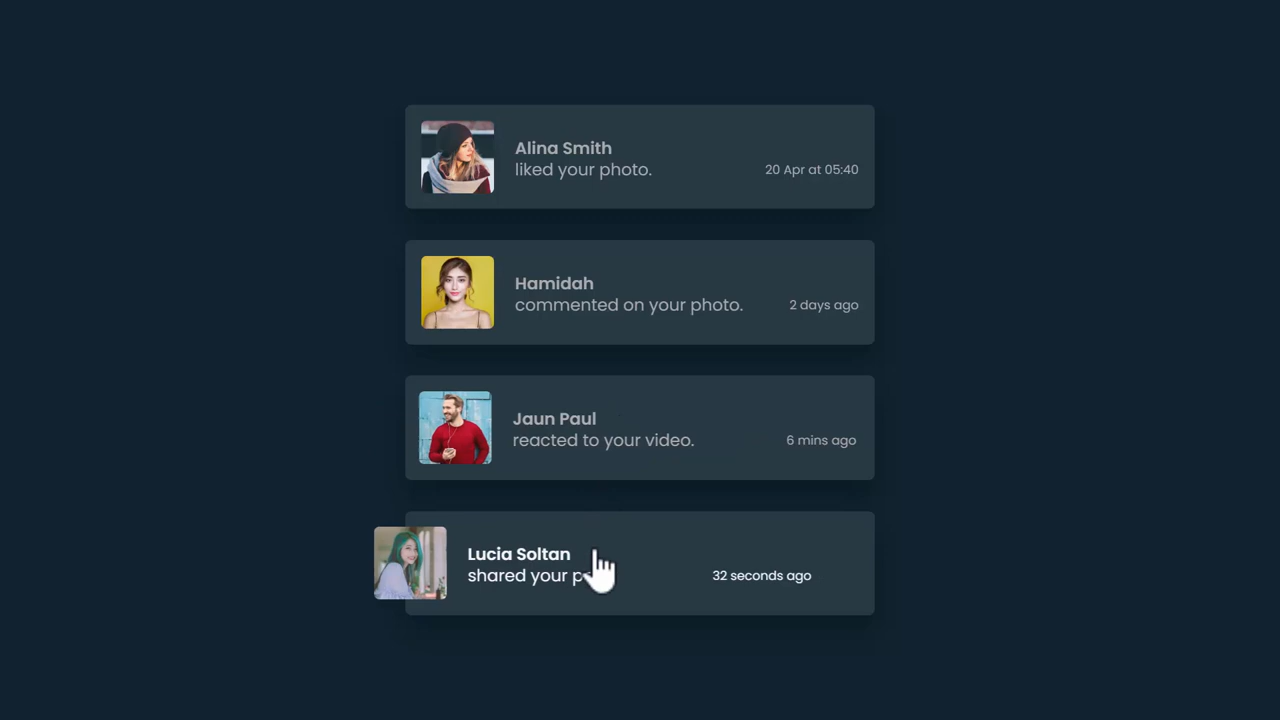 Alina Smith
liked your photo.
20 Apr at 05:40
Hamidah
commented on your photo.
2 days ago
Jaun Paul
reacted to your video.
6 mins ago
Lucia Soltan
shared your
32 seconds ago